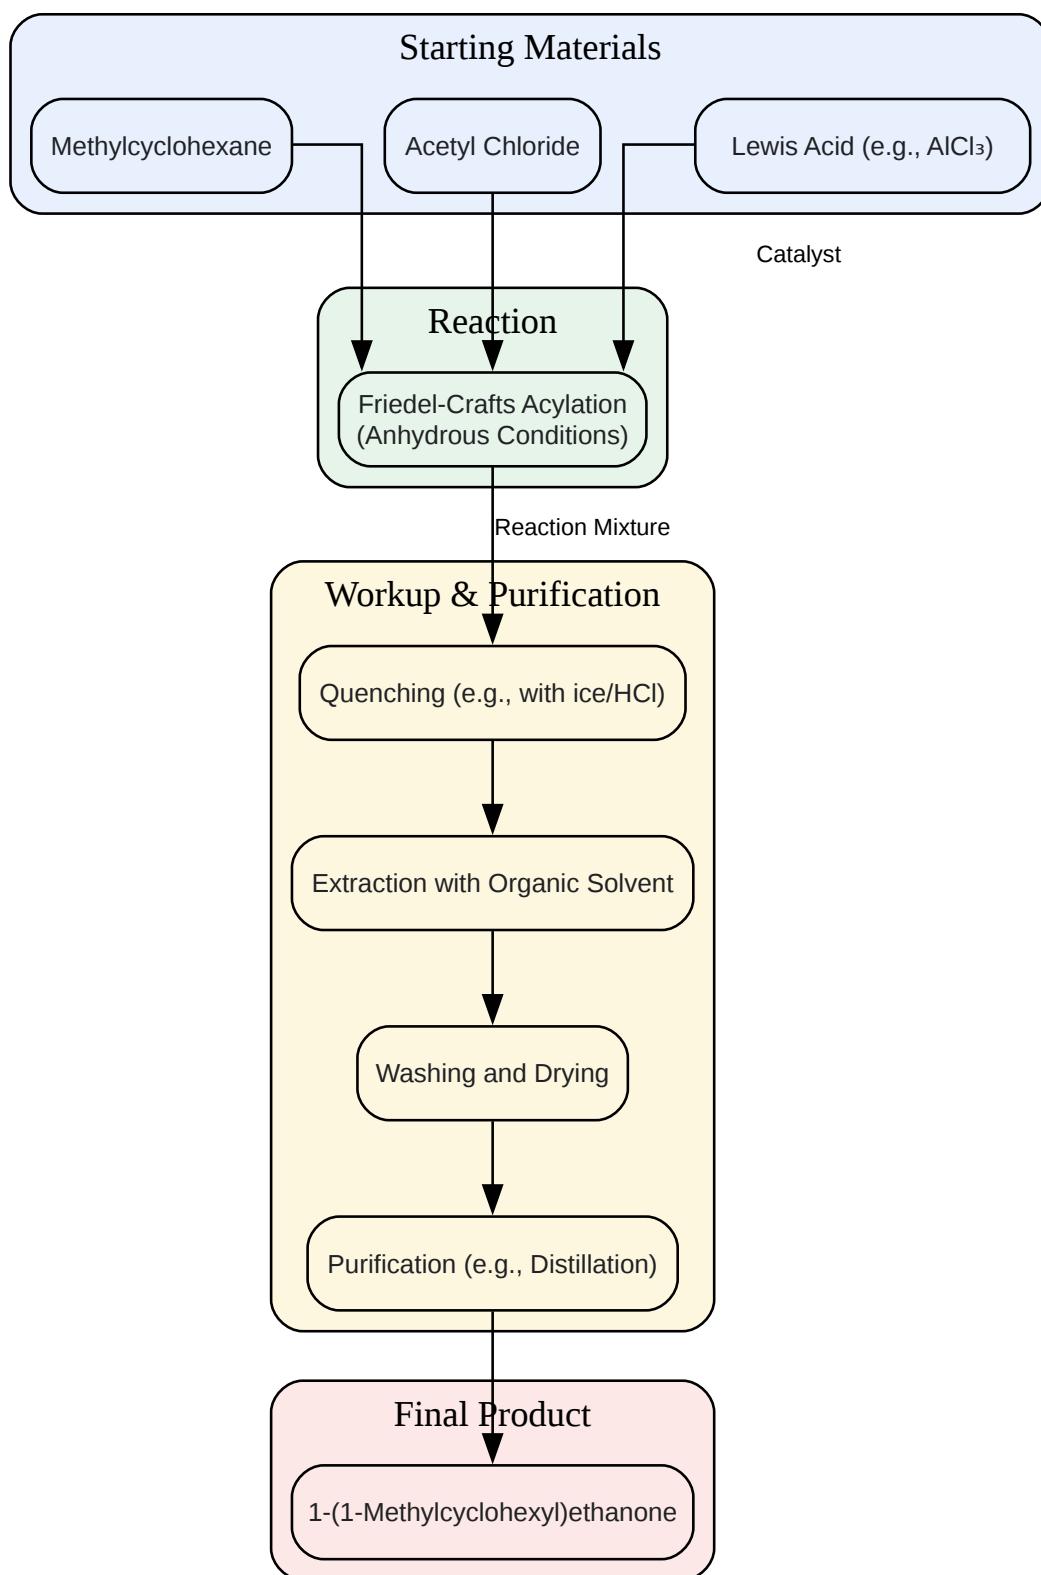 Starting Materials
Methylcyclohexane
Acetyl Chloride
Lewis Acid (e.g., AlCl₃)
Catalyst
Reaction
Friedel-Crafts Acylation
(Anhydrous Conditions)
Reaction Mixture
Workup & Purification
Quenching (e.g., with ice/HCl)
Extraction with Organic Solvent
Washing and Drying
Purification (e.g., Distillation)
Final Product
1-(1-Methylcyclohexyl)ethanone